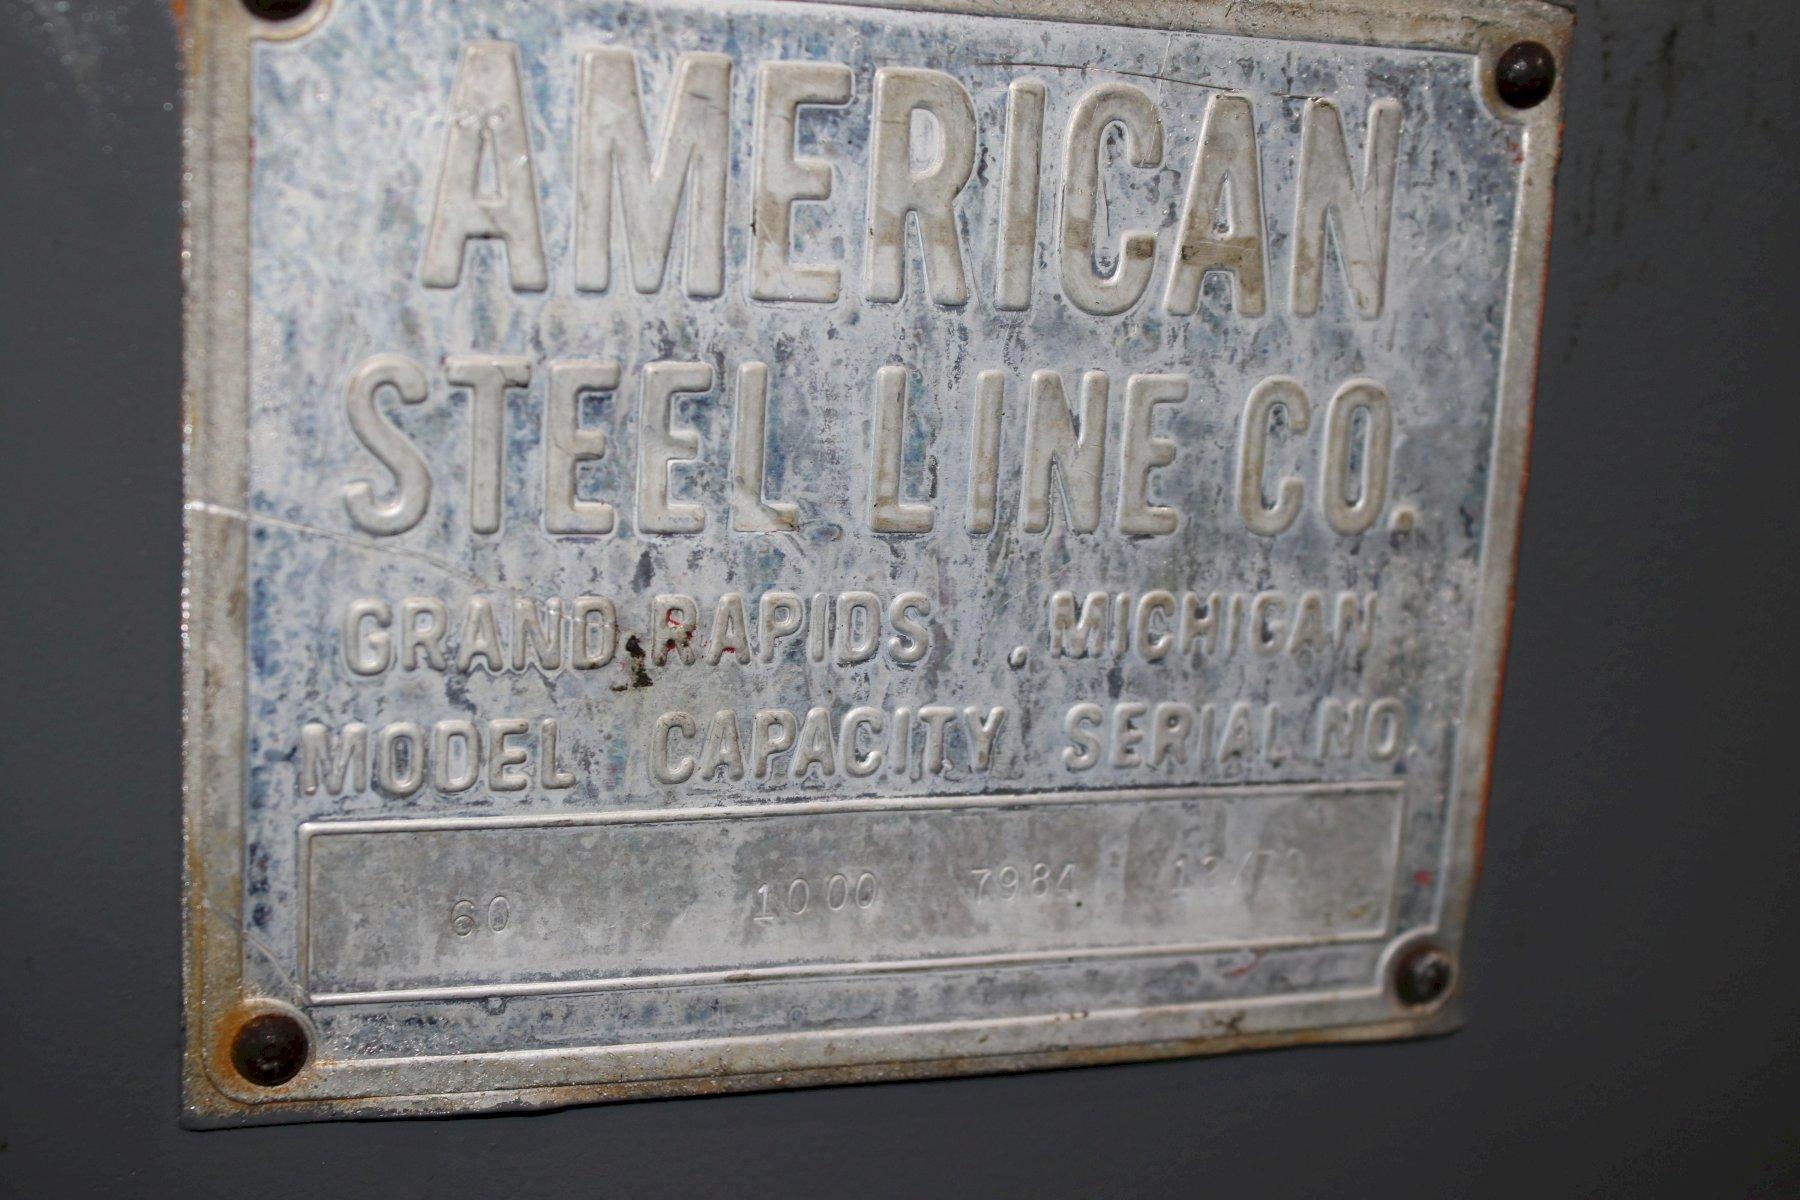 AMERICAN
STEEL LINE CO.
GRAND RAPIDS, MICHIGAN
MODEL CAPACITY SERIAL NO.
60 1000 7984